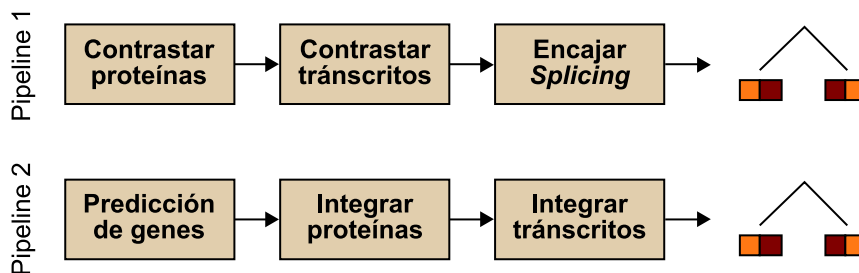 Pipeline 1
Contrastar
proteínas
Contrastar
tránscritos
Encajar
Splicing
Pipeline 2
Predicción
de genes
Integrar
proteínas
Integrar
tránscritos